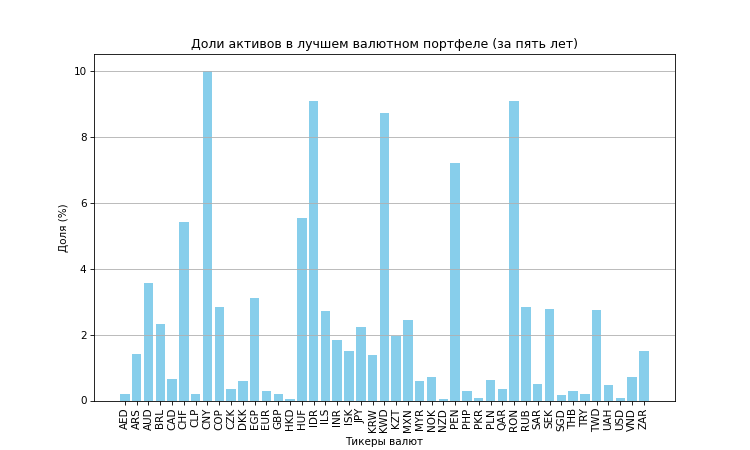 Доли активов в лучшем валютном портфеле (за пять лет)
Доля (%)
10
8
6
4
2
0
AED ARS AUD BRL CAD CHF CLP CNY COP CZK DKK EGP EUR GBP HKD HUF IDR ILS INR ISK JPY KRW KWD KZT MXN MYR NOK NZD PEN PHP PKR PLN QAR RON RUB SAR SEK SGD THB TRY TWD UAH USD VND ZAR
Тикеры валют